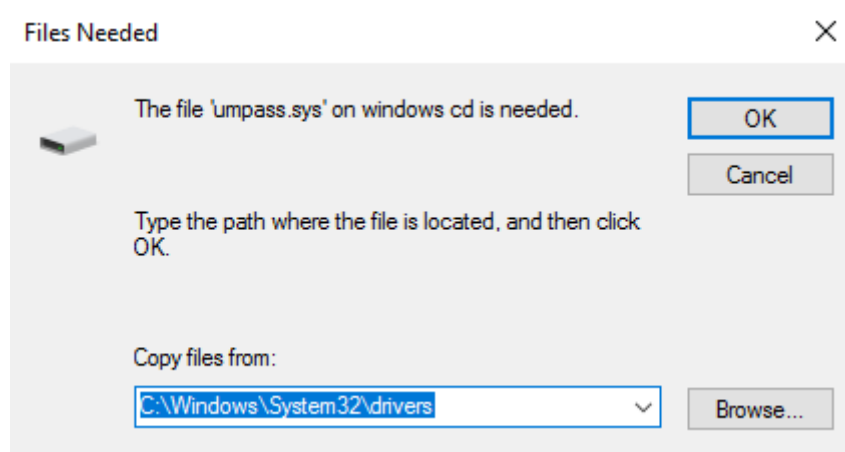 Files Needed
The file 'umpass.sys' on windows cd is needed.
OK
Cancel
Type the path where the file is located, and then click
OK.
Copy files from:
C:\Windows\System32\drivers
Browse...